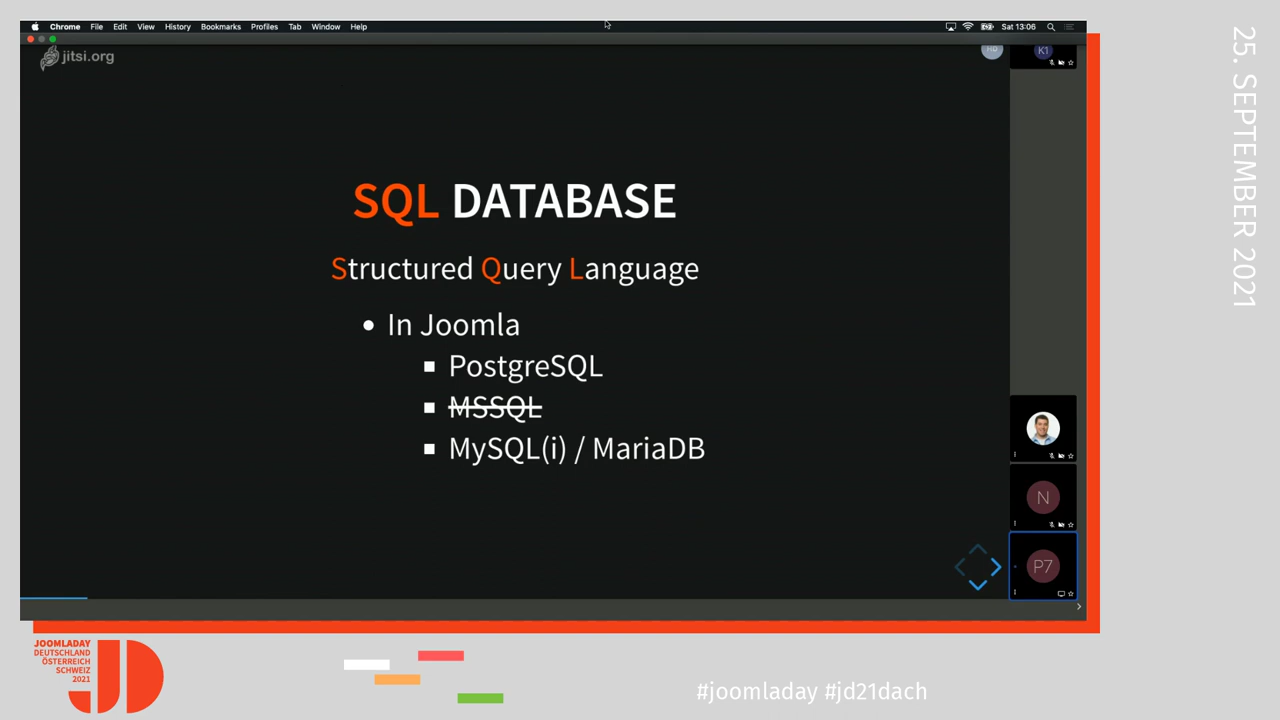 Chrome File Edit View History Bookmarks Profiles Tab Window Help
Sat 13:06
jitsi.org
HD
K1
SQL DATABASE
Structured Query Language
In Joomla
PostgreSQL
MSSQL
MySQL(i) / MariaDB
N
P7
25. SEPTEMBER 2021
JOOMLADAY
DEUTSCHLAND
ÖSTERREICH
SCHWEIZ
2021
JD
#joomladay #jd21dach